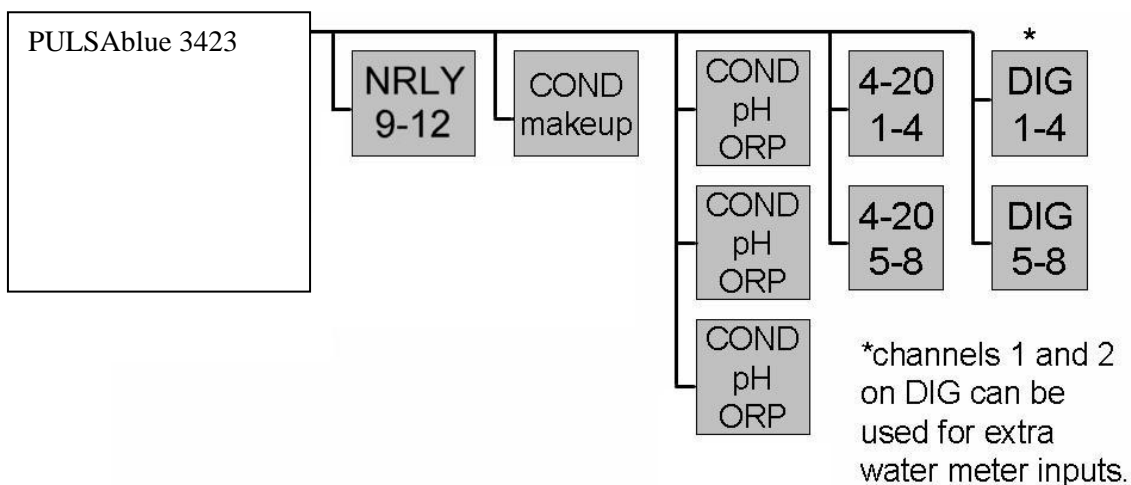 PULSAblue 3423
*
NRLY
9-12
COND
makeup
COND
pH
ORP
4-20
1-4
DIG
1-4
COND
pH
ORP
4-20
5-8
DIG
5-8
COND
pH
ORP
*channels 1 and 2
on DIG can be
used for extra
water meter inputs.